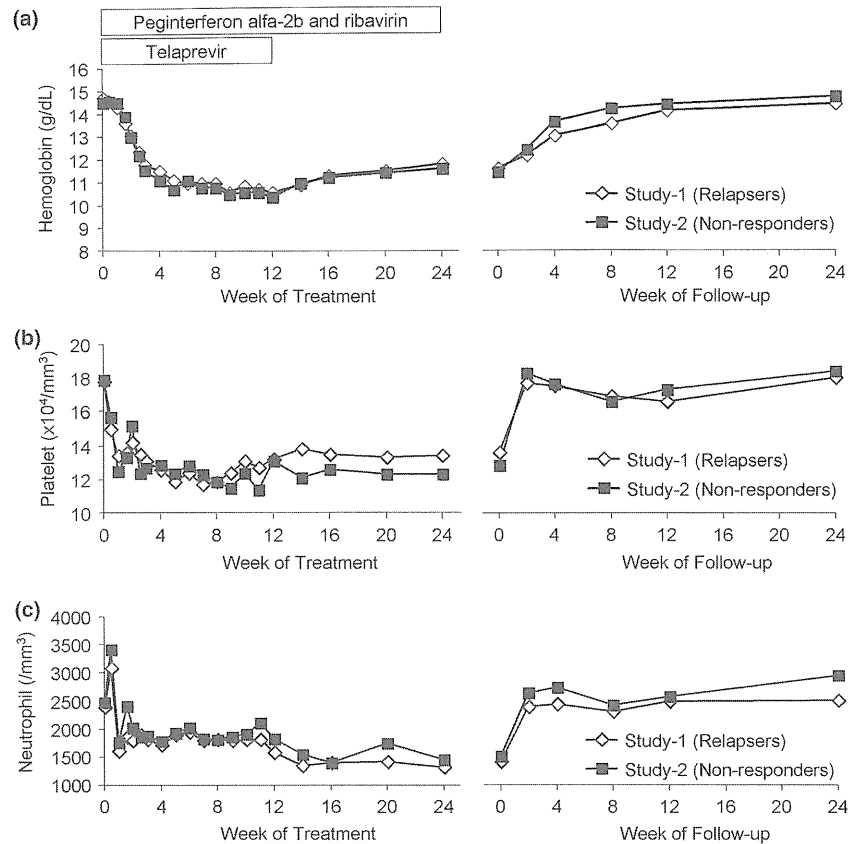 (a)
Peginterferon alfa-2b and ribavirin
Telaprevir
Hemoglobin (g/dL)
16
15
14
13
12
11
10
9
8
0 4 8 12 16 20 24
Week of Treatment
0 4 8 12 16 20 24
Week of Follow-up
Study-1 (Relapsers)
Study-2 (Non-responders)
(b)
Platelet (x10⁴/mm³)
20
18
16
14
12
10
0 4 8 12 16 20 24
Week of Treatment
0 4 8 12 16 20 24
Week of Follow-up
Study-1 (Relapsers)
Study-2 (Non-responders)
(c)
Neutrophil (/mm³)
4000
3500
3000
2500
2000
1500
1000
0 4 8 12 16 20 24
Week of Treatment
0 4 8 12 16 20 24
Week of Follow-up
Study-1 (Relapsers)
Study-2 (Non-responders)